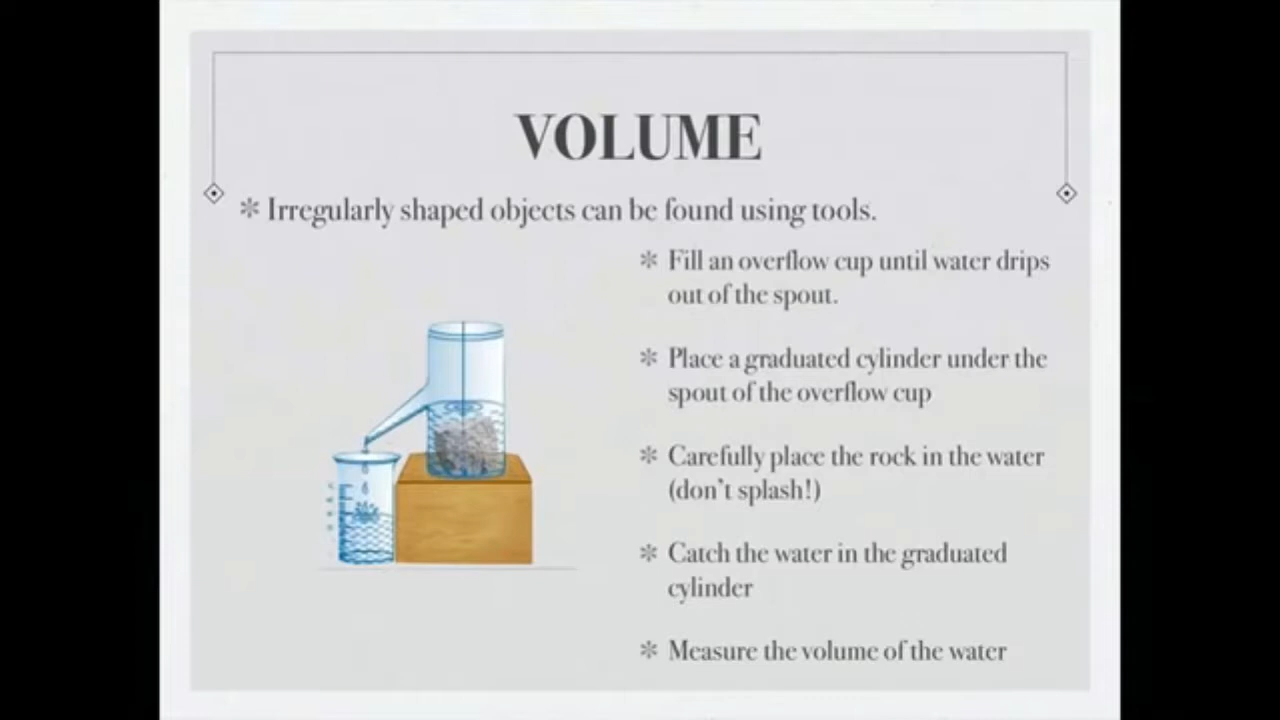 VOLUME
* Irregularly shaped objects can be found using tools.
* Fill an overflow cup until water drips
out of the spout.
* Place a graduated cylinder under the
spout of the overflow cup
* Carefully place the rock in the water
(don't splash!)
* Catch the water in the graduated
cylinder
* Measure the volume of the water